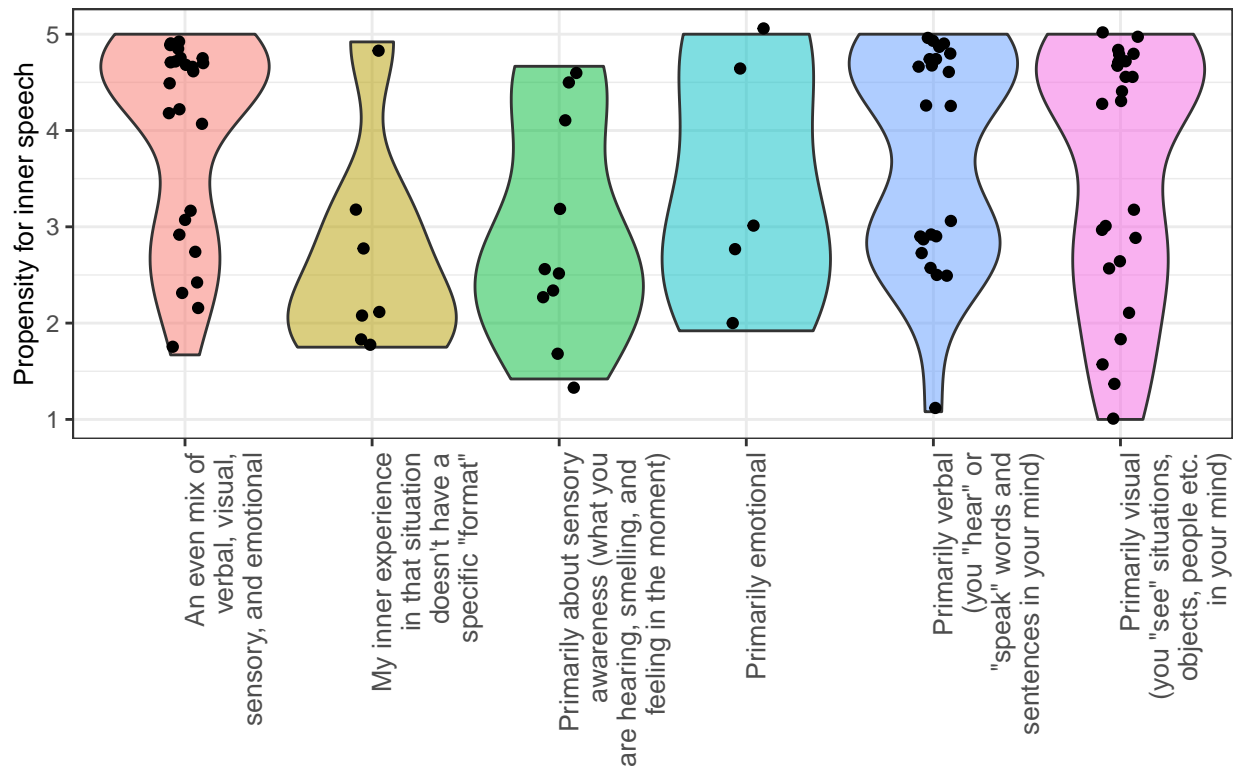 Propensity for inner speech
5
4
3
2
1
An even mix of
verbal, visual,
sensory, and emotional
My inner experience
in that situation
doesn't have a
specific "format"
Primarily about sensory
awareness (what you
are hearing, smelling, and
feeling in the moment)
Primarily emotional
Primarily verbal
(you "hear" or
"speak" words and
sentences in your mind)
Primarily visual
(you "see" situations,
objects, people etc.
in your mind)